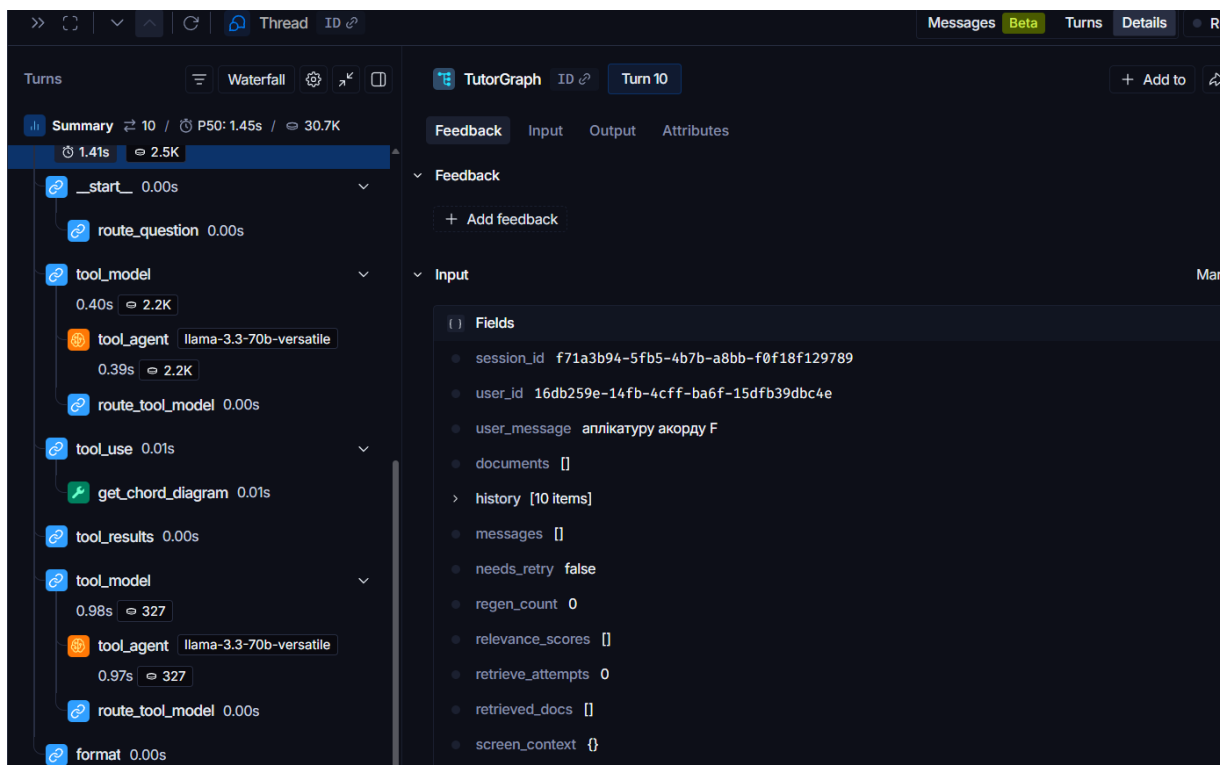 Thread ID
Messages Beta Turns Details R
Turns Waterfall
TutorGraph ID Turn 10 + Add to
Summary 10 / P50: 1.45s / 30.7K
Feedback Input Output Attributes
1.41s 2.5K
Feedback
__start__ 0.00s
+ Add feedback
route_question 0.00s
tool_model
Input Mar
0.40s 2.2K
{ } Fields
tool_agent llama-3.3-70b-versatile
session_id f71a3b94-5fb5-4b7b-a8bb-f0f18f129789
0.39s 2.2K
user_id 16db259e-14fb-4cff-ba6f-15dfb39dbc4e
route_tool_model 0.00s
user_message аплікатуру акорду F
tool_use 0.01s
documents []
get_chord_diagram 0.01s
history [10 items]
tool_results 0.00s
messages []
needs_retry false
tool_model
regen_count 0
0.98s 327
relevance_scores []
tool_agent llama-3.3-70b-versatile
0.97s 327
retrieve_attempts 0
route_tool_model 0.00s
retrieved_docs []
format 0.00s
screen_context {}